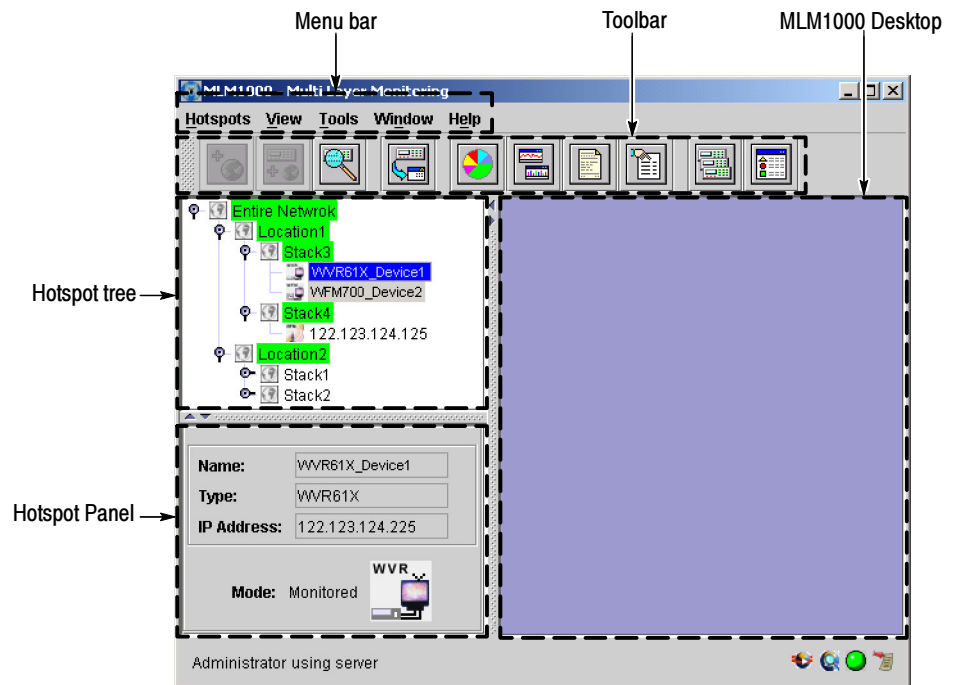 Menu bar
Toolbar
MLM1000 Desktop
MLM1000 - Multi Layer Monitoring
Hotspots View Tools Window Help
Hotspot tree
Entire Netwrok
Location1
Stack3
WVR61X_Device1
WFM700_Device2
Stack4
122.123.124.125
Location2
Stack1
Stack2
Hotspot Panel
Name: WVR61X_Device1
Type: WVR61X
IP Address: 122.123.124.225
Mode: Monitored
WVR
Administrator using server